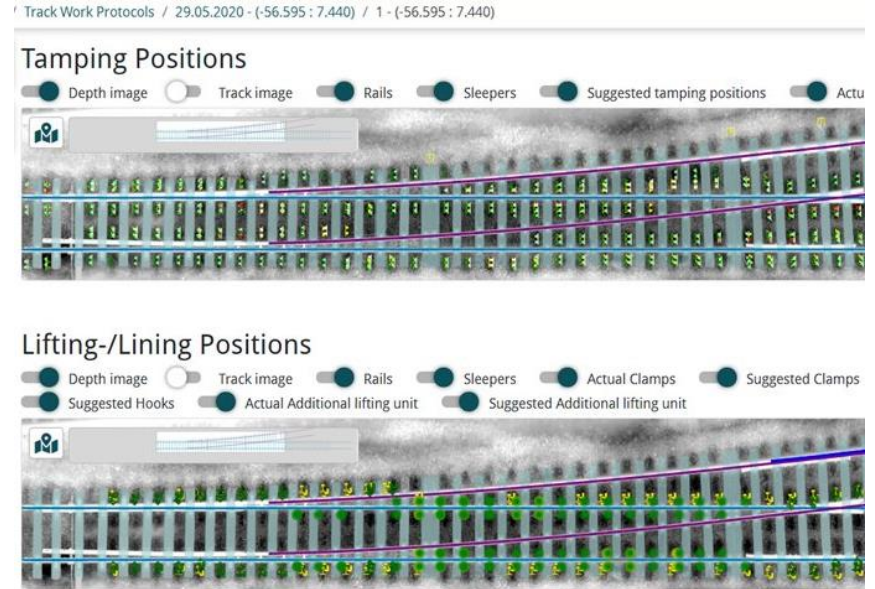 / Track Work Protocols / 29.05.2020 - (-56.595 : 7.440) / 1 - (-56.595 : 7.440)
Tamping Positions
Depth image Track image Rails Sleepers Suggested tamping positions Actu
Lifting-/Lining Positions
Depth image Track image Rails Sleepers Actual Clamps Suggested Clamps
Suggested Hooks Actual Additional lifting unit Suggested Additional lifting unit